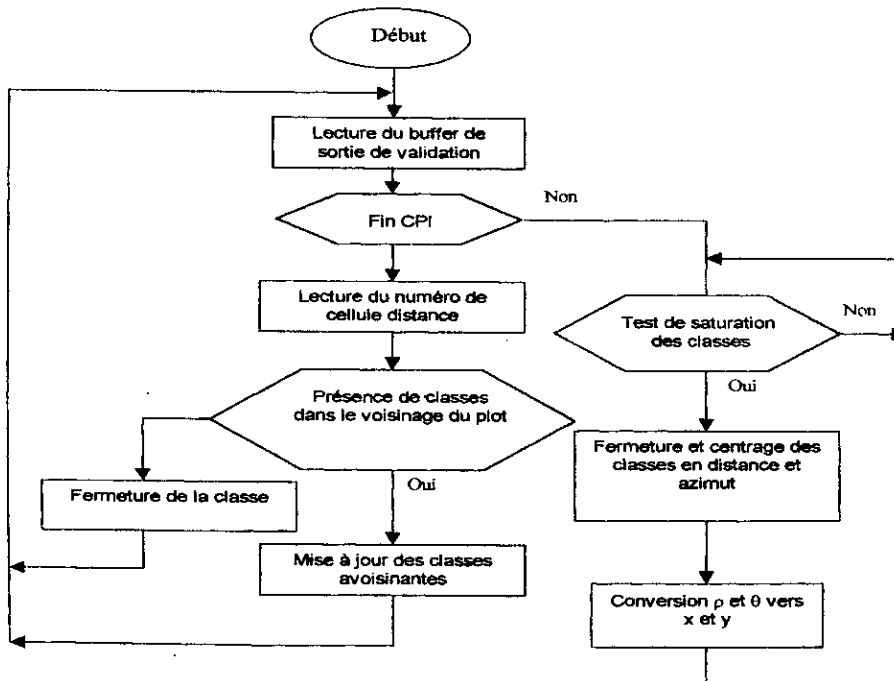 Début
Lecture du buffer de
sortie de validation
Non
Fin CPI
Lecture du numéro de
cellule distance
Non
Test de saturation
des classes
Présence de classes
dans le voisinage du plot
Oui
Fermeture et centrage des
classes en distance et
azimut
Fermeture de la classe
Oui
Mise à jour des classes
avoisinantes
Conversion ρ et θ vers
x et y